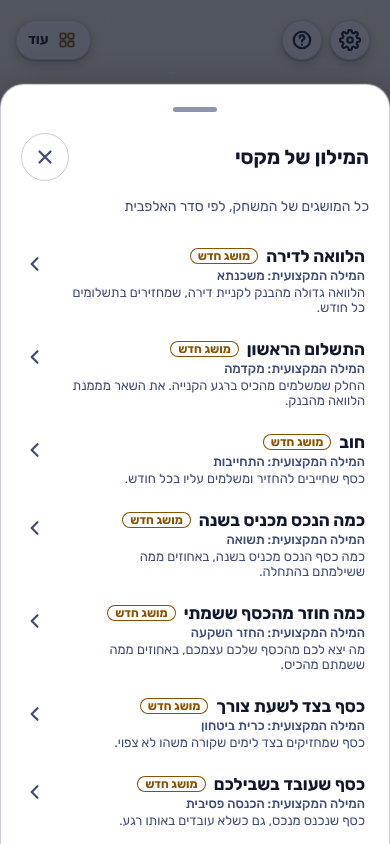 עוד
המילון של מקסי
כל המושגים של המשחק, לפי סדר האלפבית
הלוואה לדירה מושג חדש
המילה המקצועית: משכנתא
הלוואה גדולה מהבנק לקניית דירה, שמחזירים בתשלומים
כל חודש.
התשלום הראשון מושג חדש
המילה המקצועית: מקדמה
החלק שמשלמים מהכיס ברגע הקנייה. את השאר מממנת
הלוואה מהבנק.
חוב מושג חדש
המילה המקצועית: התחייבות
כסף שחייבים להחזיר ומשלמים עליו בכל חודש.
כמה הנכס מכניס בשנה מושג חדש
המילה המקצועית: תשואה
כמה כסף הנכס מכניס בשנה, באחוזים ממה
ששילמתם בהתחלה.
כמה חוזר מהכסף ששמתי מושג חדש
המילה המקצועית: החזר השקעה
מה יצא לכם מהכסף שלכם עצמכם, באחוזים ממה
ששמתם מהכיס.
כסף בצד לשעת צורך מושג חדש
המילה המקצועית: כרית ביטחון
כסף שמחזיקים בצד לימים שקורה משהו לא צפוי.
כסף שעובד בשבילכם מושג חדש
המילה המקצועית: הכנסה פסיבית
כסף שנכנס מנכס, גם כשלא עובדים באותו רגע.